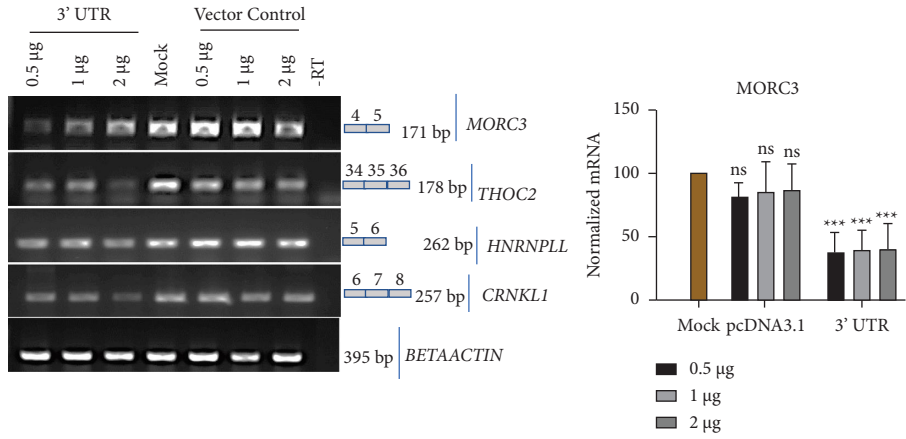 3' UTR
Vector Control
0.5 µg
1 µg
2 µg
Mock
0.5 µg
1 µg
2 µg
-RT
4 5
171 bp
MORC3
34 35 36
178 bp
THOC2
5 6
262 bp
HNRNPLL
6 7 8
257 bp
CRNKL1
395 bp
BETAACTIN
MORC3
Normalized mRNA
150
100
50
0
ns
ns
ns
***
***
***
Mock pcDNA3.1 3' UTR
0.5 µg
1 µg
2 µg